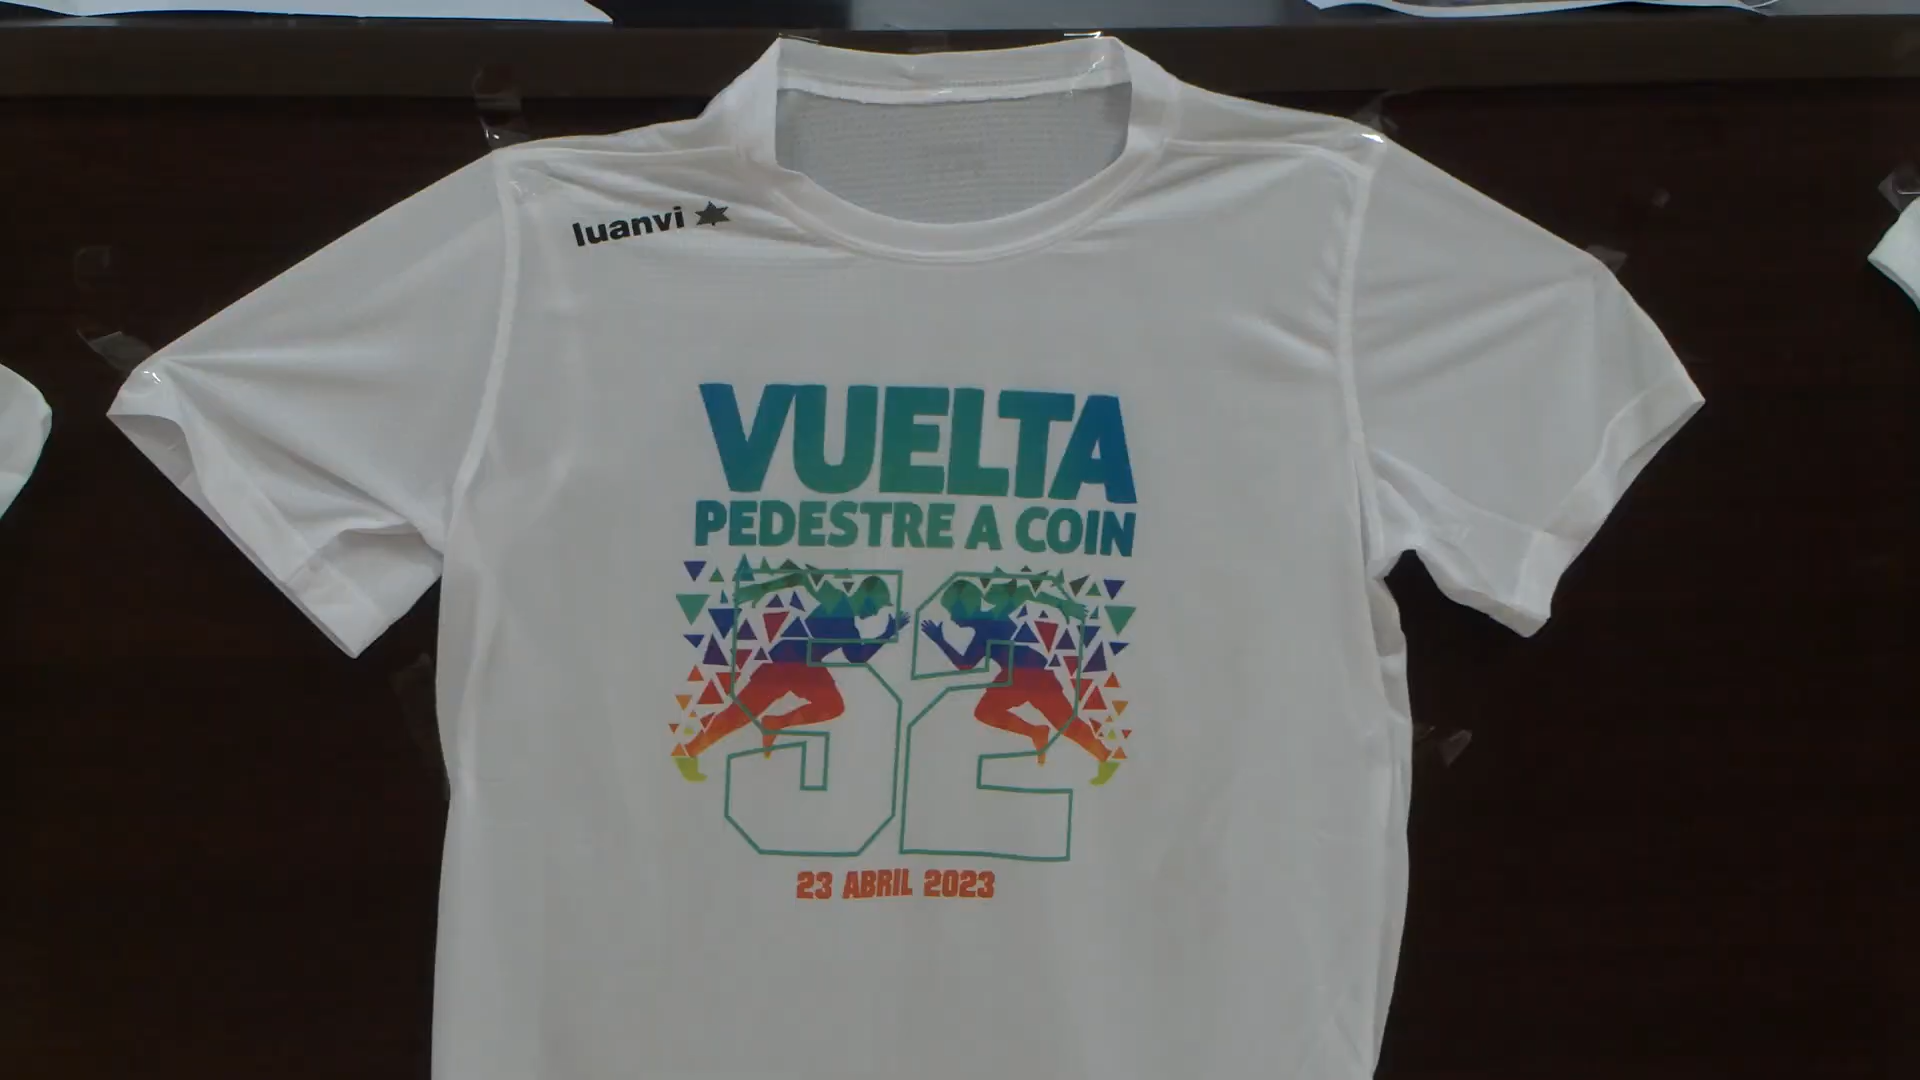 luanvi
VUELTA
PEDESTRE A COIN
52
23 ABRIL 2023